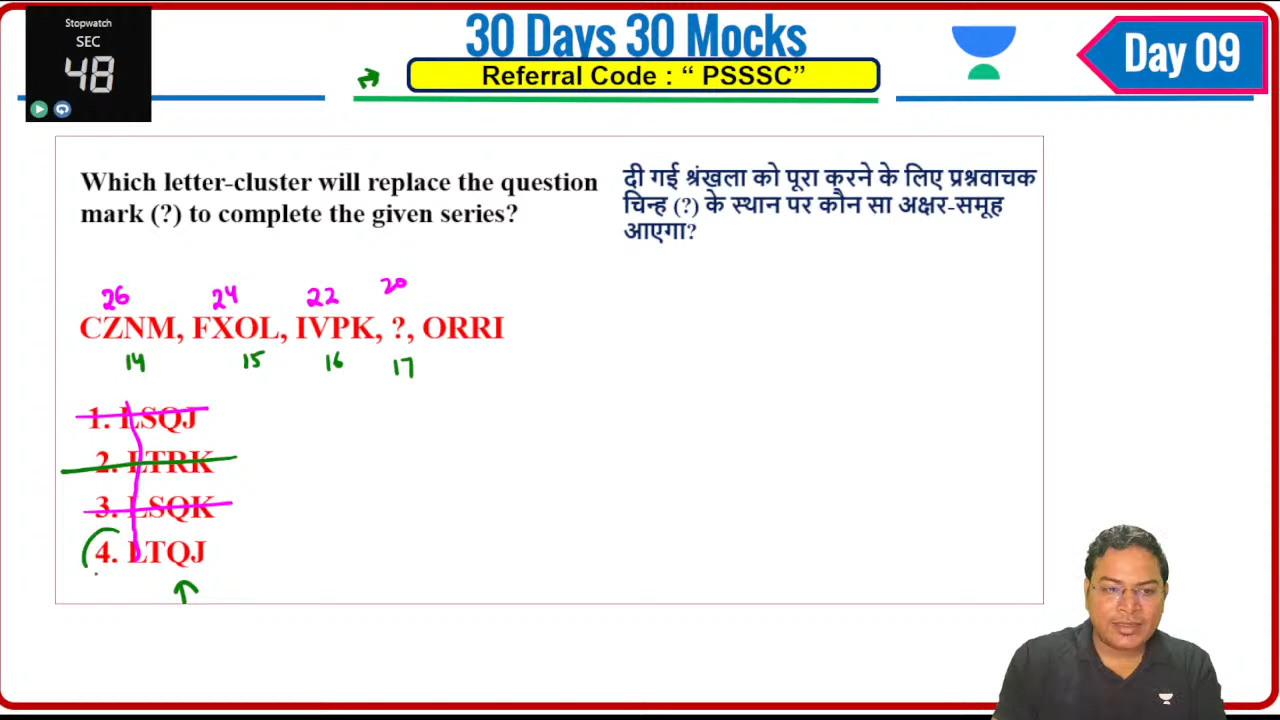 Stopwatch
SEC
48
30 Days 30 Mocks
Referral Code : “ PSSSC”
Day 09
Which letter-cluster will replace the question
mark (?) to complete the given series?
दी गई श्रंखला को पूरा करने के लिए प्रश्नवाचक
चिन्ह (?) के स्थान पर कौन सा अक्षर-समूह
आएगा?
26 24 22 20
CZNM, FXOL, IVPK, ?, ORRI
14 15 16 17
1. LSQJ
2. LTRK
3. LSQK
4. LTQJ